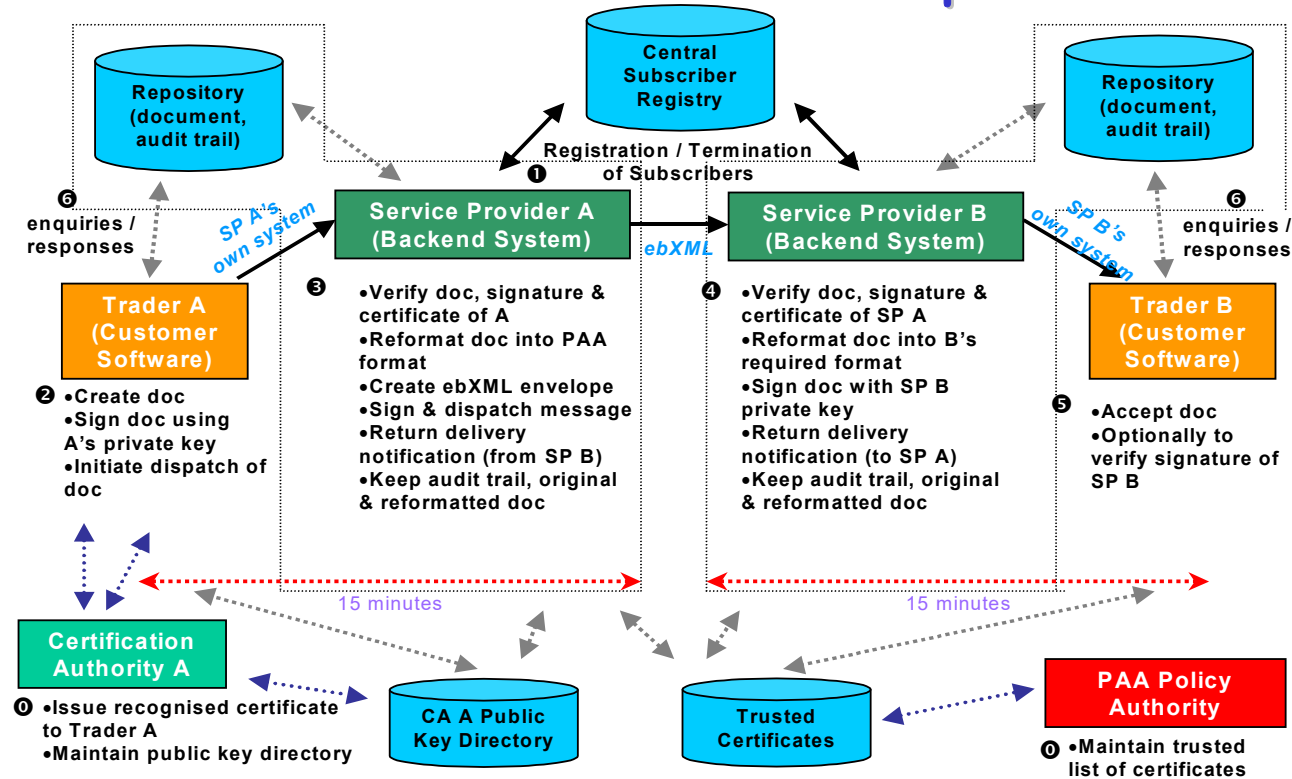 Central
Subscriber
Registry
Repository
(document,
audit trail)
Repository
(document,
audit trail)
Registration / Termination
of Subscribers
❶
❻
enquiries /
responses
SP A's
own system
Service Provider A
(Backend System)
ebXML
Service Provider B
(Backend System)
SP B's
own system
❻
enquiries /
responses
Trader A
(Customer
Software)
❷
•Create doc
•Sign doc using
A's private key
•Initiate dispatch of
doc
❸
•Verify doc, signature &
certificate of A
•Reformat doc into PAA
format
•Create ebXML envelope
•Sign & dispatch message
•Return delivery
notification (from SP B)
•Keep audit trail, original
& reformatted doc
❹
•Verify doc, signature &
certificate of SP A
•Reformat doc into B's
required format
•Sign doc with SP B
private key
•Return delivery
notification (to SP A)
•Keep audit trail, original
& reformatted doc
Trader B
(Customer
Software)
❺
•Accept doc
•Optionally to
verify signature of
SP B
15 minutes
15 minutes
Certification
Authority A
⓿ •Issue recognised certificate
to Trader A
•Maintain public key directory
CA A Public
Key Directory
Trusted
Certificates
PAA Policy
Authority
⓿ •Maintain trusted
list of certificates